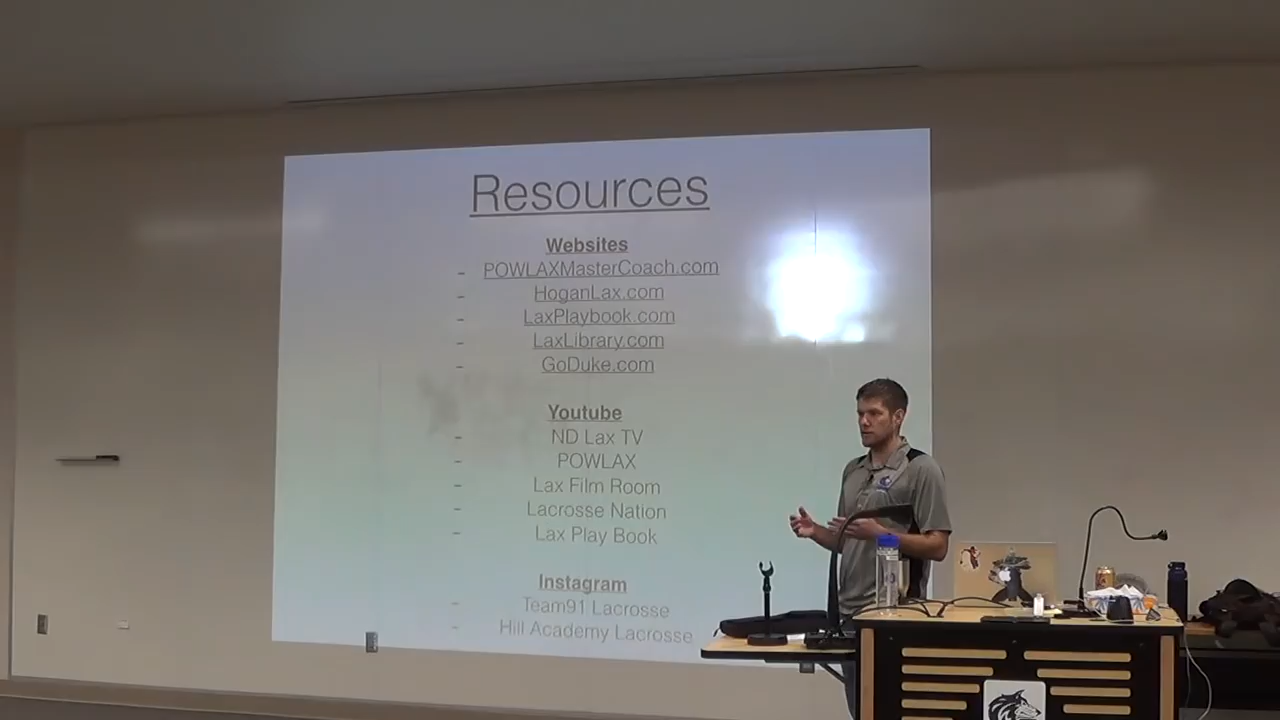 Resources
Websites
- POWLAXMasterCoach.com
- HoganLax.com
- LaxPlaybook.com
- LaxLibrary.com
- GoDuke.com
Youtube
- ND Lax TV
- POWLAX
- Lax Film Room
- Lacrosse Nation
- Lax Play Book
Instagram
- Team91 Lacrosse
- Hill Academy Lacrosse